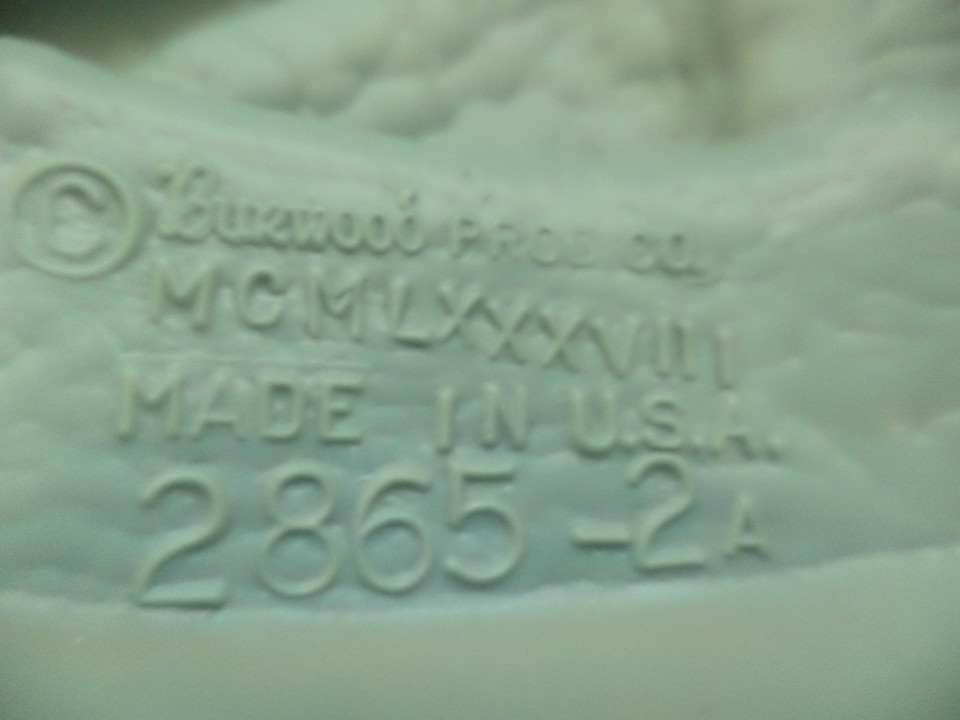 © Burwood PROD. CO.
MCMLXXXVIII
MADE IN U.S.A.
2865-2A